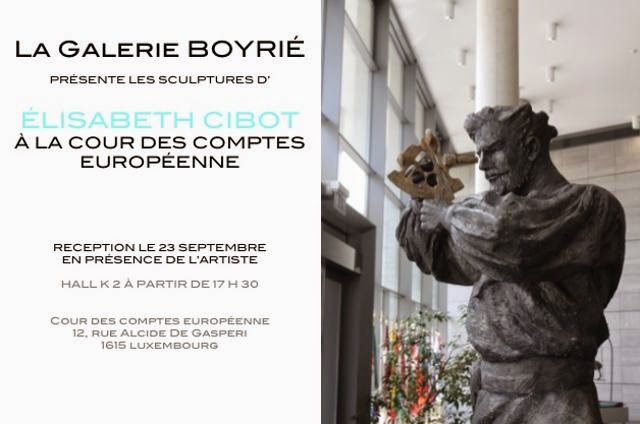 LA GALERIE BOYRIÉ
PRÉSENTE LES SCULPTURES D'
ÉLISABETH CIBOT
À LA COUR DES COMPTES
EUROPÉENNE
RECEPTION LE 23 SEPTEMBRE
EN PRÉSENCE DE L'ARTISTE
HALL K 2 À PARTIR DE 17 H 30
COUR DES COMPTES EUROPÉENNE
12, RUE ALCIDE DE GASPERI
1615 LUXEMBOURG